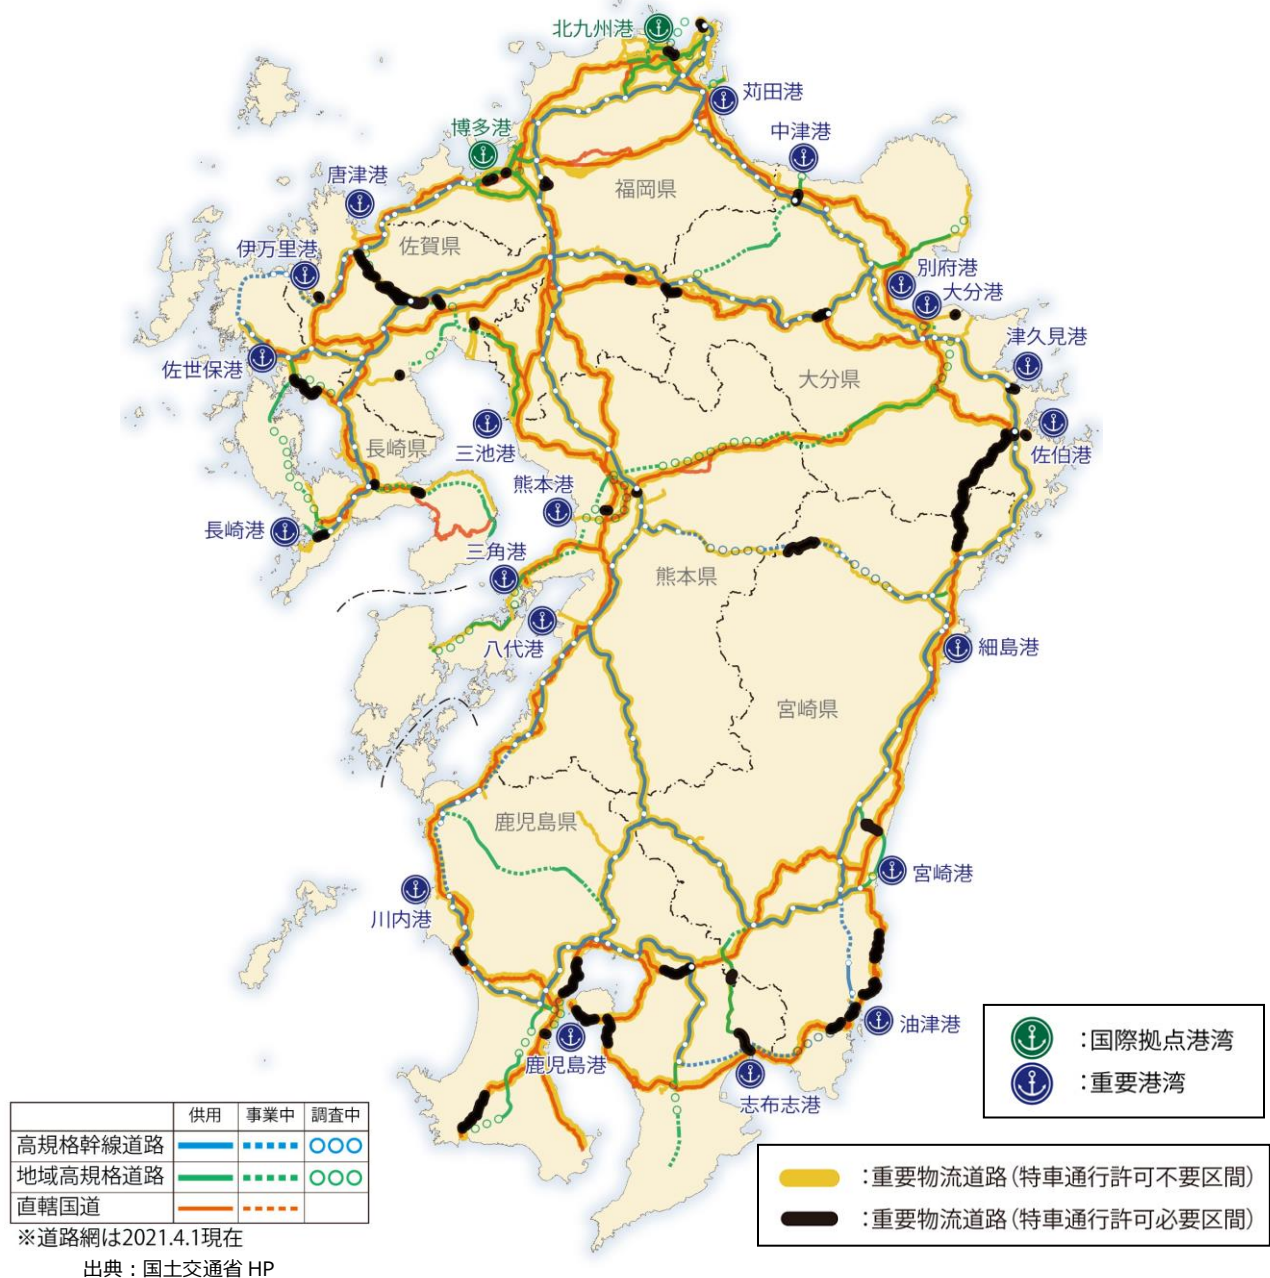 北九州港
苅田港
博多港
中津港
唐津港
福岡県
佐賀県
伊万里港
別府港
大分港
津久見港
佐世保港
大分県
長崎県
三池港
佐伯港
熊本港
長崎港
三角港
熊本県
八代港
細島港
宮崎県
鹿児島県
宮崎港
川内港
油津港
鹿児島港
志布志港
:国際拠点港湾
:重要港湾
供用 事業中 調査中
高規格幹線道路
地域高規格道路
直轄国道
※道路網は2021.4.1現在
出典:国土交通省 HP
:重要物流道路(特車通行許可不要区間)
:重要物流道路(特車通行許可必要区間)